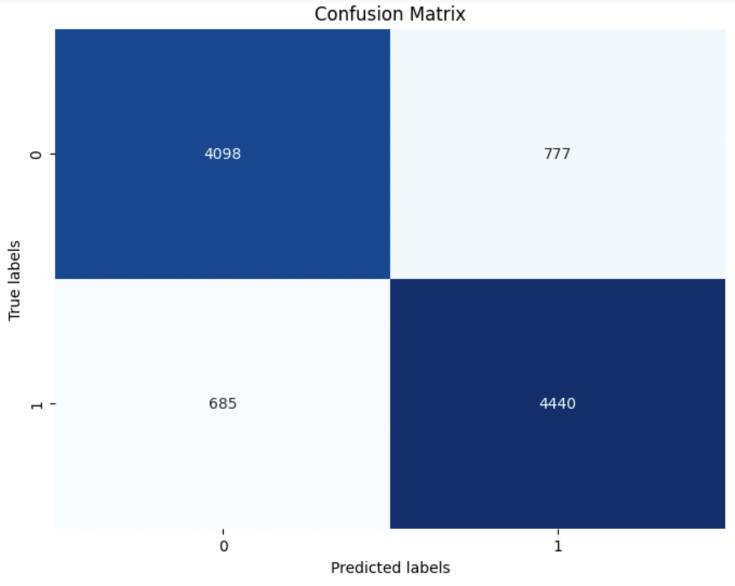 Confusion Matrix
True labels
0
4098
777
1
685
4440
0
1
Predicted labels